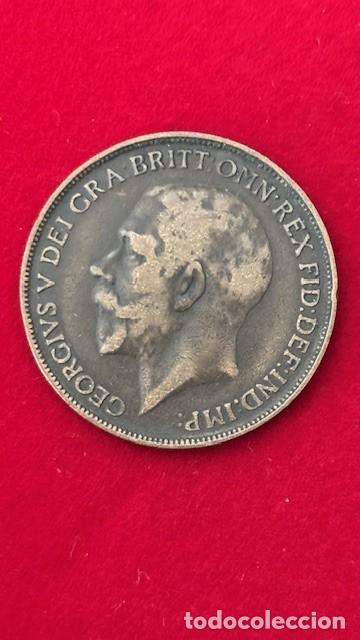 GEORGIVS V DEI GRA: BRITT: OMN: REX FID: DEF: IND: IMP:
todocoleccion